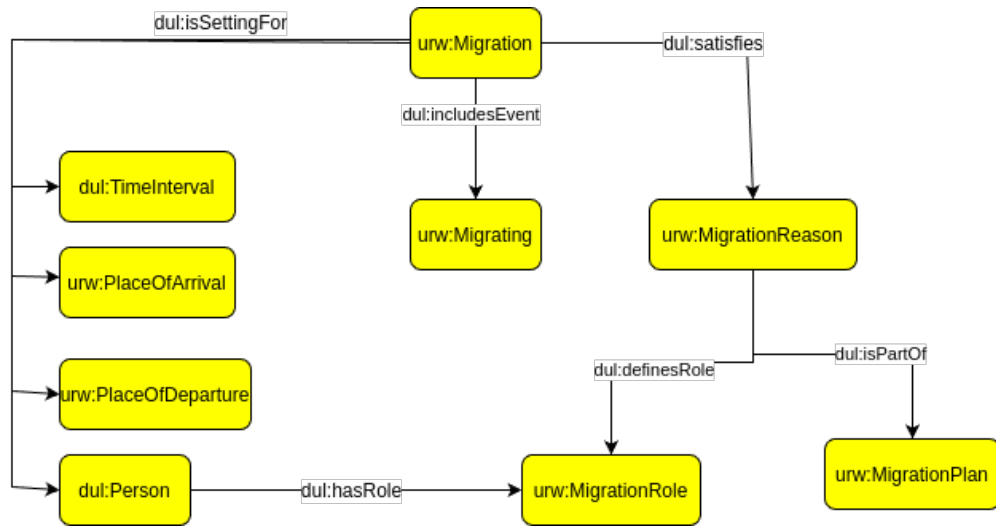 dul:isSettingFor
urw:Migration
dul:satisfies
dul:includesEvent
dul:TimeInterval
urw:Migrating
urw:MigrationReason
urw:PlaceOfArrival
dul:isPartOf
dul:definesRole
urw:PlaceOfDeparture
dul:Person
dul:hasRole
urw:MigrationRole
urw:MigrationPlan